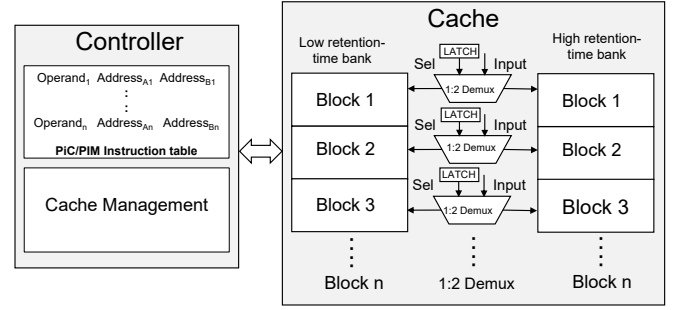 Controller
Operand1 AddressA1 AddressB1
⋮
Operandn AddressAn AddressBn
PiC/PIM Instruction table
Cache Management
Cache
Low retention-
time bank
High retention-
time bank
LATCH
Sel Input
1:2 Demux
Block 1
Block 1
LATCH
Sel Input
1:2 Demux
Block 2
Block 2
LATCH
Sel Input
1:2 Demux
Block 3
Block 3
Block n
1:2 Demux
Block n